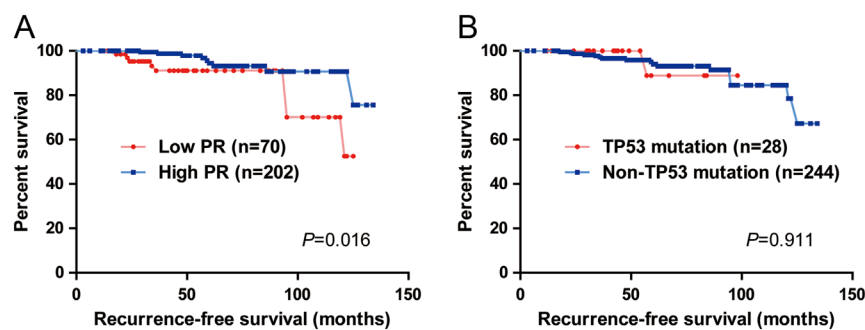 A
Percent survival
100
80
60
40
20
0
Low PR (n=70)
High PR (n=202)
P=0.016
0 50 100 150
Recurrence-free survival (months)
B
Percent survival
100
80
60
40
20
0
TP53 mutation (n=28)
Non-TP53 mutation (n=244)
P=0.911
0 50 100 150
Recurrence-free survival (months)